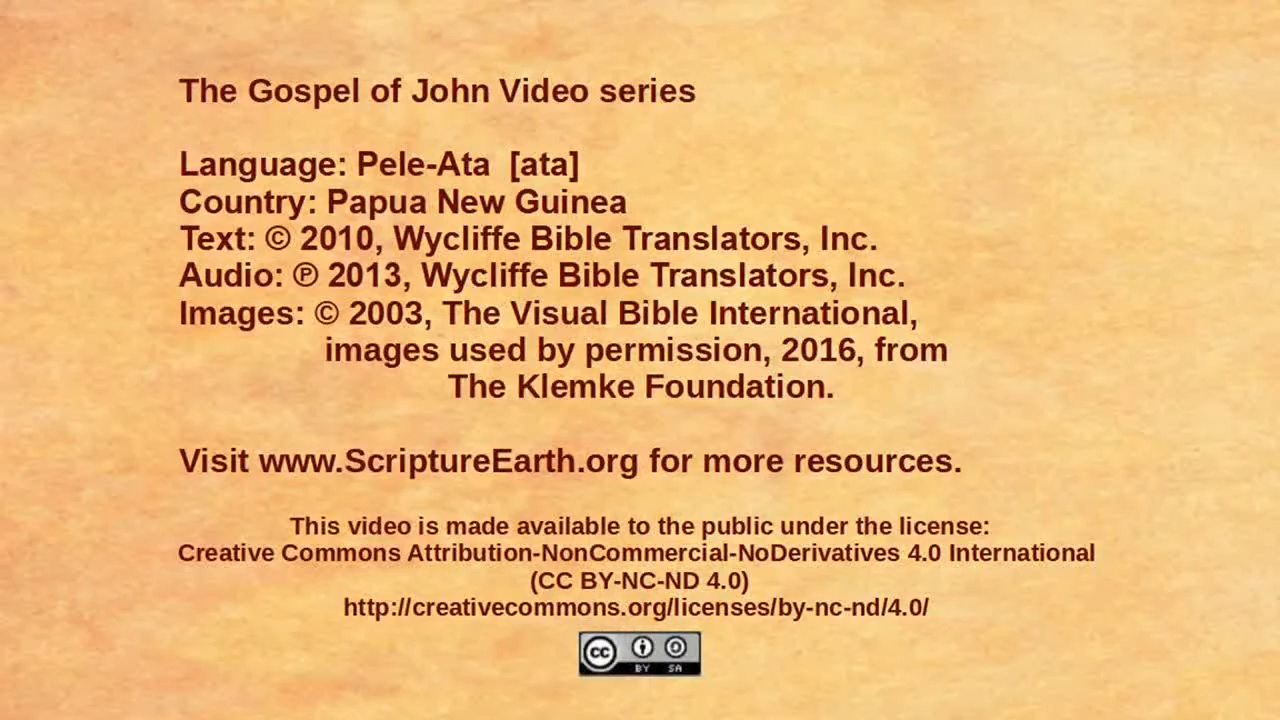 The Gospel of John Video series
Language: Pele-Ata [ata]
Country: Papua New Guinea
Text: © 2010, Wycliffe Bible Translators, Inc.
Audio: ℗ 2013, Wycliffe Bible Translators, Inc.
Images: © 2003, The Visual Bible International,
images used by permission, 2016, from
The Klemke Foundation.
Visit www.ScriptureEarth.org for more resources.
This video is made available to the public under the license:
Creative Commons Attribution-NonCommercial-NoDerivatives 4.0 International
(CC BY-NC-ND 4.0)
http://creativecommons.org/licenses/by-nc-nd/4.0/
cc BY SA